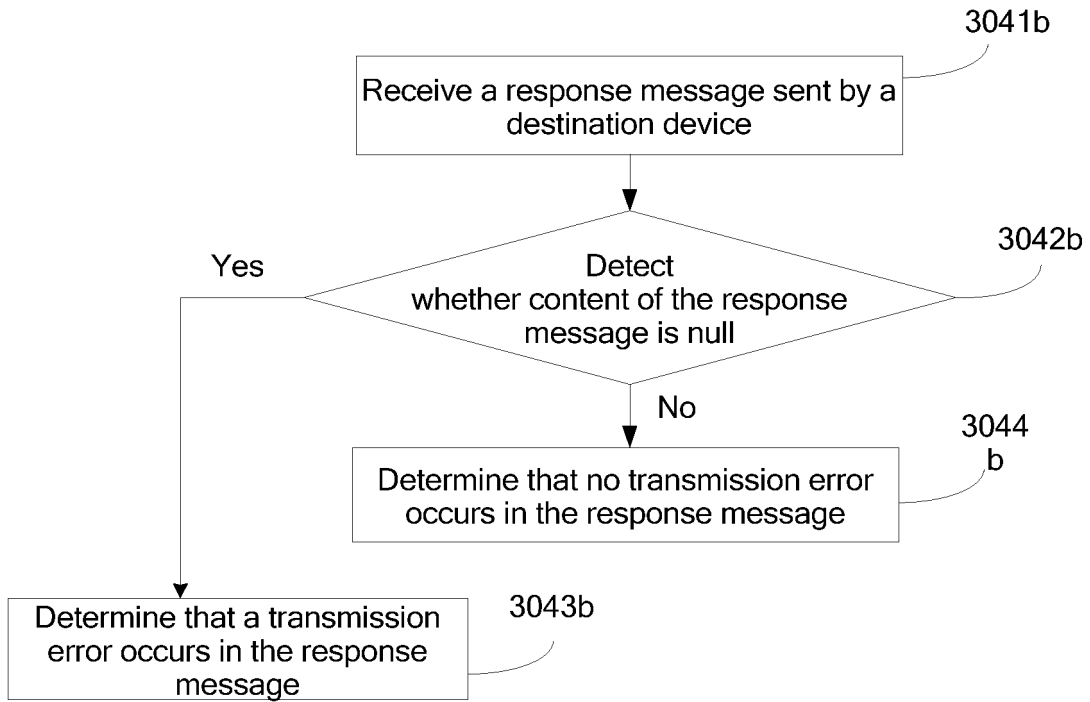 3041b
Receive a response message sent by a
destination device
3042b
Yes
Detect
whether content of the response
message is null
No
3044
b
Determine that no transmission error
occurs in the response message
3043b
Determine that a transmission
error occurs in the response
message